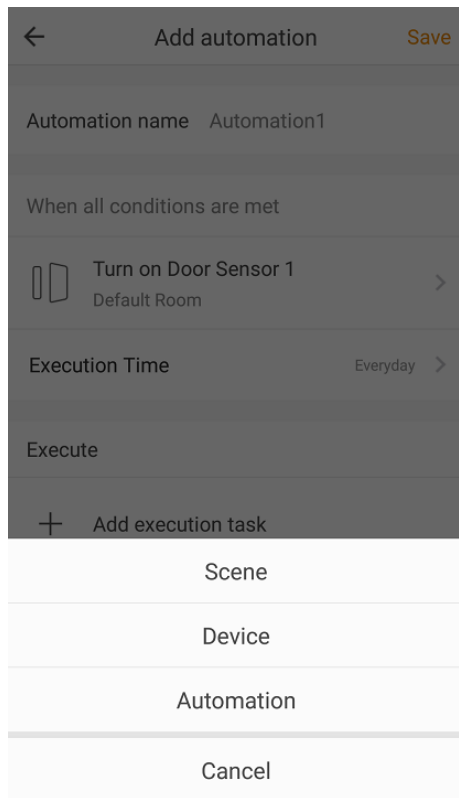 Add automation Save
Automation name Automation1
When all conditions are met
Turn on Door Sensor 1
Default Room
Execution Time Everyday
Execute
Add execution task
Scene
Device
Automation
Cancel